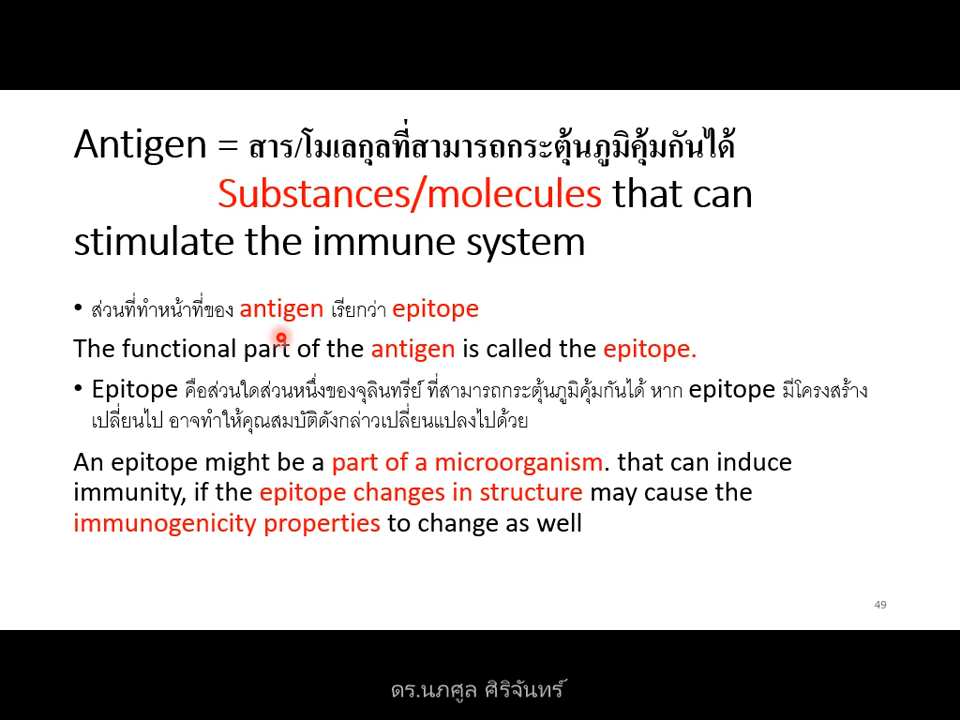 Antigen = สาร/โมเลกุลที่สามารถกระตุ้นภูมิคุ้มกันได้
Substances/molecules that can
stimulate the immune system
• ส่วนที่ทำหน้าที่ของ antigen เรียกว่า epitope
The functional part of the antigen is called the epitope.
• Epitope คือส่วนใดส่วนหนึ่งของจุลินทรีย์ ที่สามารถกระตุ้นภูมิคุ้มกันได้ หาก epitope มีโครงสร้าง
เปลี่ยนไป อาจทำให้คุณสมบัติดังกล่าวเปลี่ยนแปลงไปด้วย
An epitope might be a part of a microorganism. that can induce
immunity, if the epitope changes in structure may cause the
immunogenicity properties to change as well
49
ดร.นภศูล ศิริจันทร์